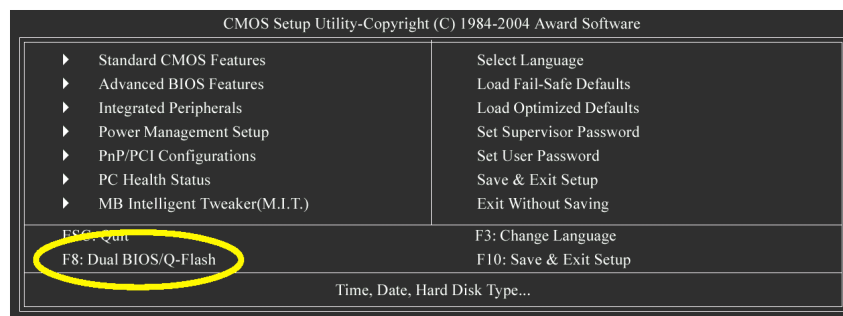 CMOS Setup Utility-Copyright (C) 1984-2004 Award Software
Standard CMOS Features
Advanced BIOS Features
Integrated Peripherals
Power Management Setup
PnP/PCI Configurations
PC Health Status
MB Intelligent Tweaker(M.I.T.)
Select Language
Load Fail-Safe Defaults
Load Optimized Defaults
Set Supervisor Password
Set User Password
Save & Exit Setup
Exit Without Saving
ESC: Quit
F8: Dual BIOS/Q-Flash
F3: Change Language
F10: Save & Exit Setup
Time, Date, Hard Disk Type...